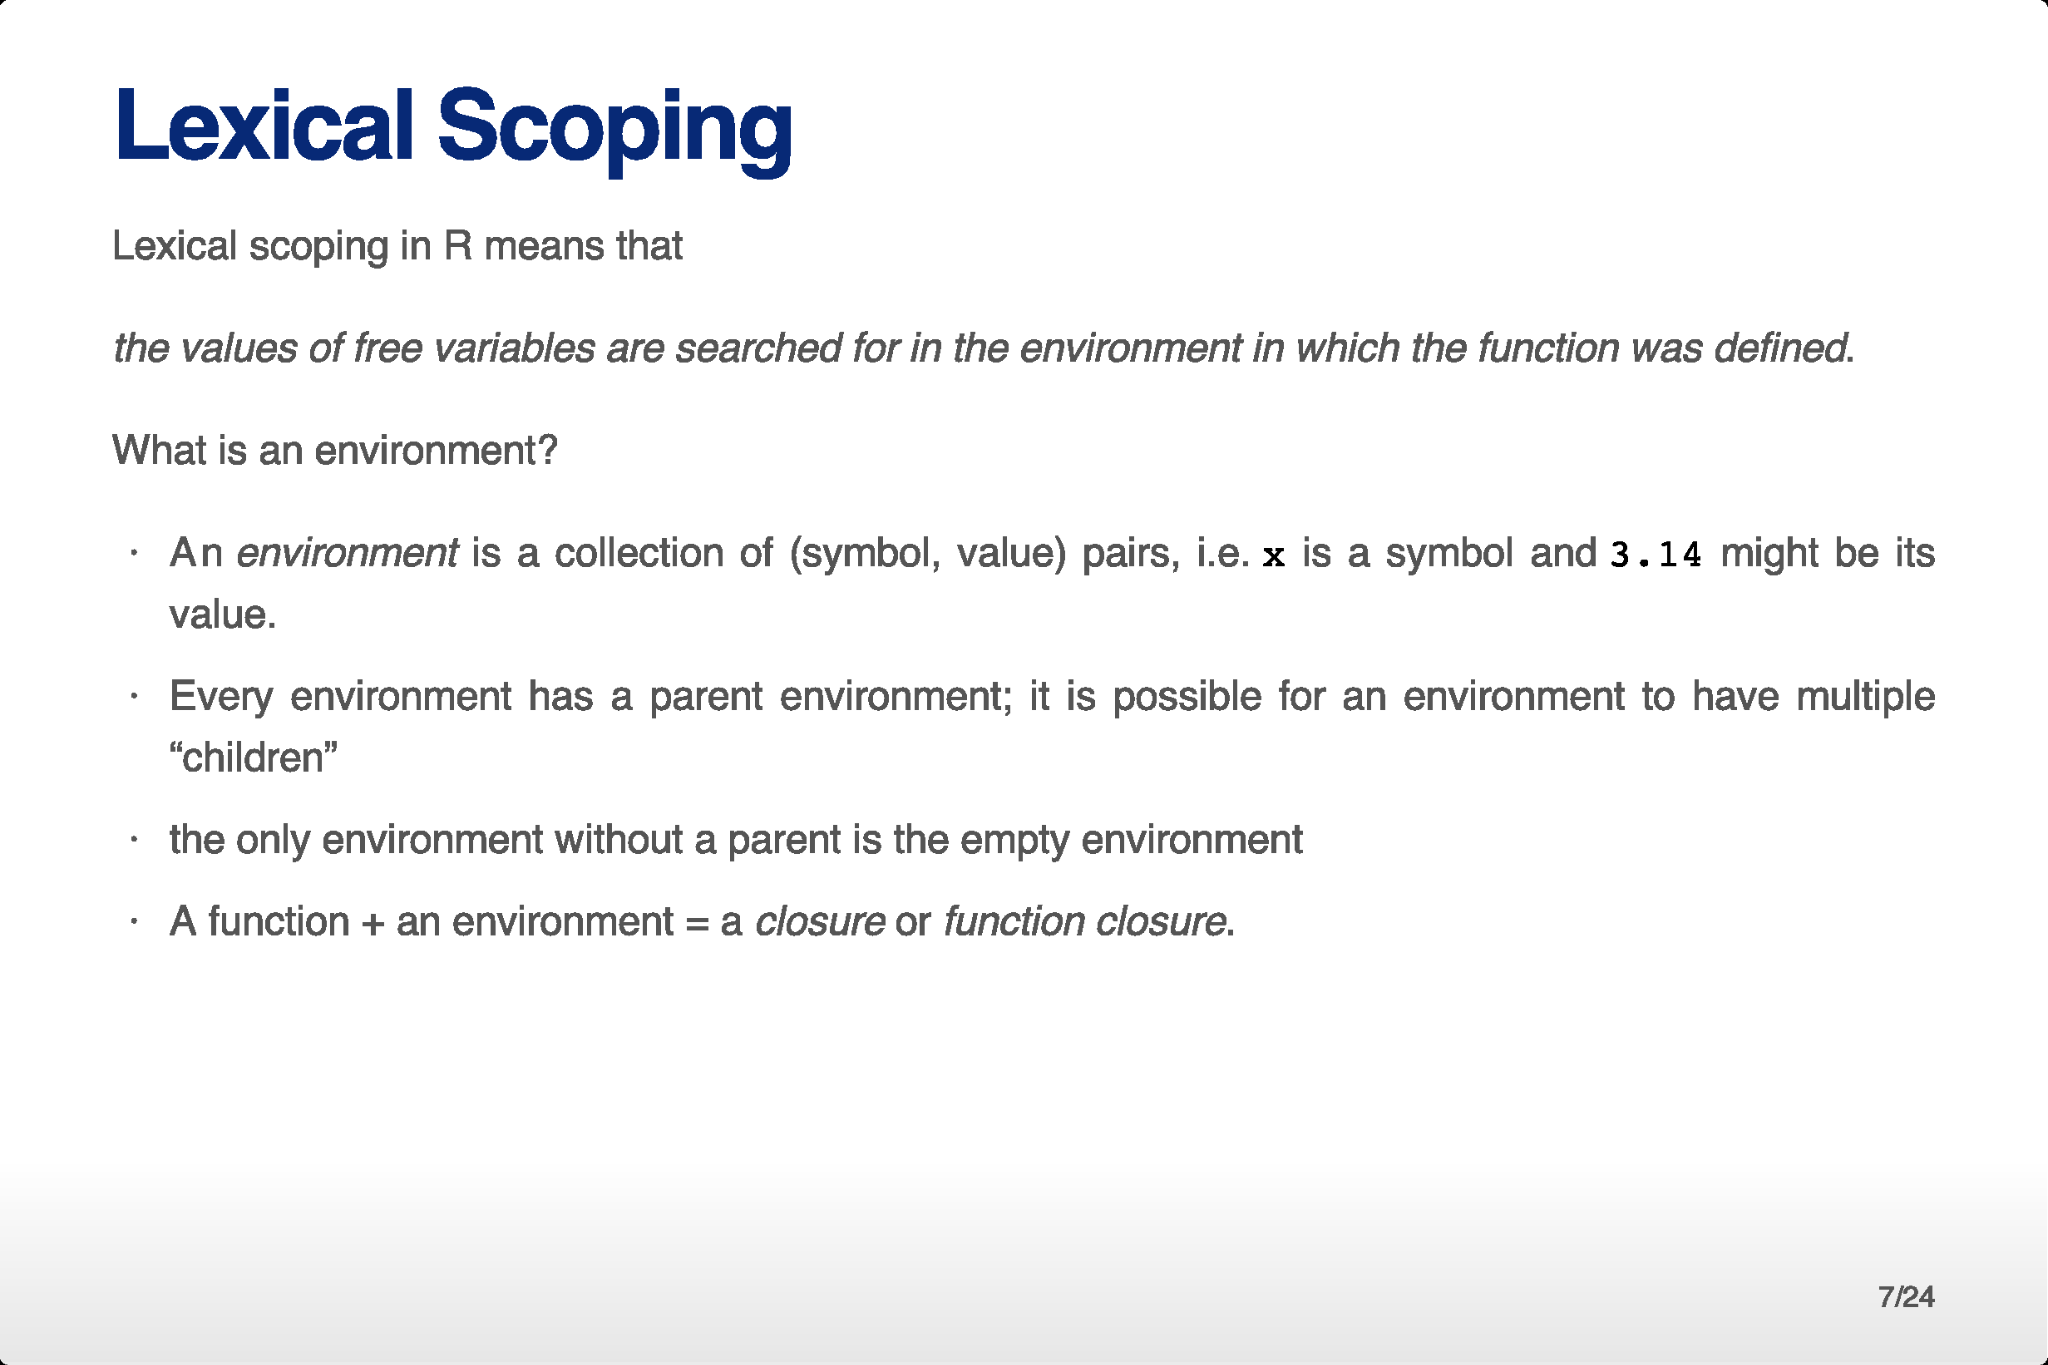 Lexical Scoping
Lexical scoping in R means that
the values of free variables are searched for in the environment in which the function was defined.
What is an environment?
· An environment is a collection of (symbol, value) pairs, i.e. x is a symbol and 3.14 might be its
value.
· Every environment has a parent environment; it is possible for an environment to have multiple
“children”
· the only environment without a parent is the empty environment
· A function + an environment = a closure or function closure.
7/24